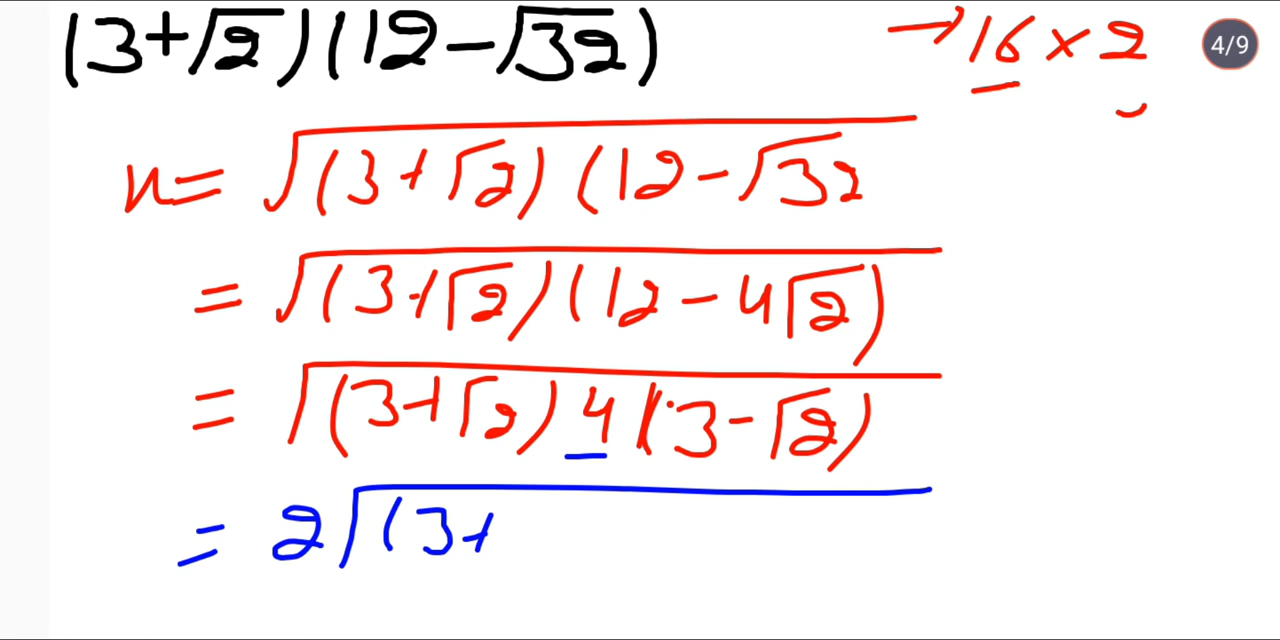 (3+√2)(12-√32) →16×2 4/9
n= √(3+√2)(12-√32
= √(3+√2)(12-4√2)
= √(3+√2)4(3-√2)
= 2√(3+